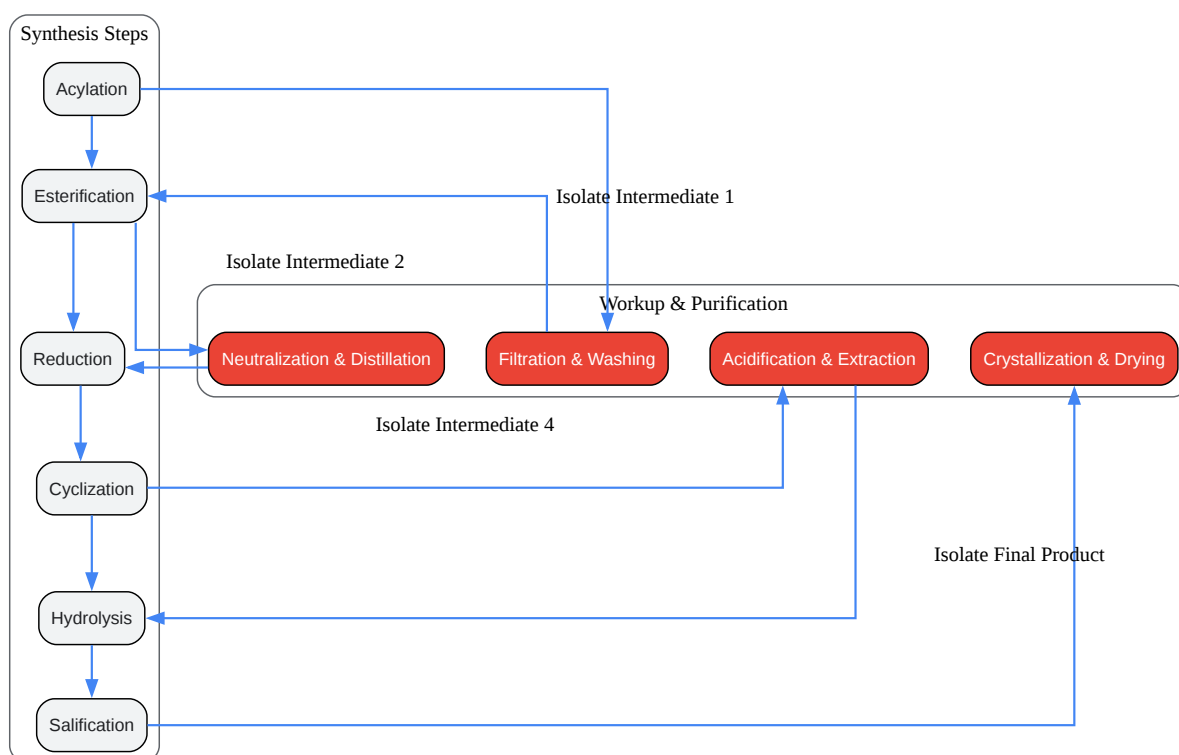 Synthesis Steps
Acylation
Esterification
Isolate Intermediate 1
Isolate Intermediate 2
Workup & Purification
Reduction
Neutralization & Distillation
Filtration & Washing
Acidification & Extraction
Crystallization & Drying
Isolate Intermediate 4
Cyclization
Isolate Final Product
Hydrolysis
Salification